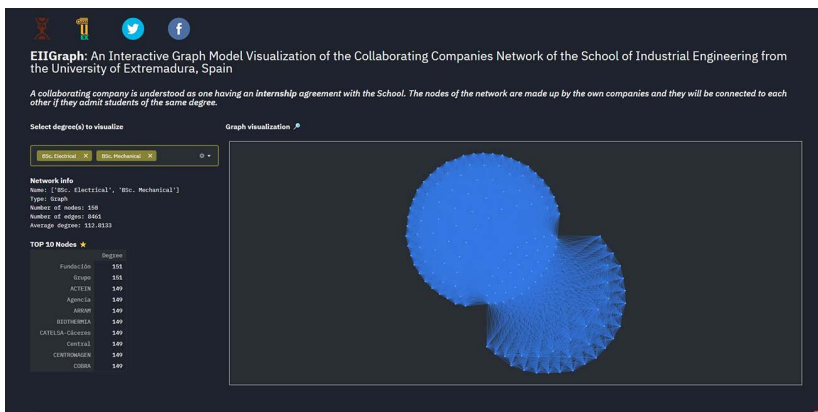 EIIGraph: An Interactive Graph Model Visualization of the Collaborating Companies Network of the School of Industrial Engineering from
the University of Extremadura, Spain
A collaborating company is understood as one having an internship agreement with the School. The nodes of the network are made up by the own companies and they will be connected to each
other if they admit students of the same degree.
Select degree(s) to visualize
BSc. Electrical
BSc. Mechanical
Network info
Name: ['BSc. Electrical', 'BSc. Mechanical']
Type: Graph
Number of nodes: 150
Number of edges: 8461
Average degree: 112.8133
TOP 10 Nodes
Degree
Fundación 151
Grupo 151
ACTEIN 149
Agencia 149
ARRAM 149
BIOTHERMIA 149
CATELSA-Cáceres 149
Central 149
CENTROWAGEN 149
COBRA 149
Graph visualization